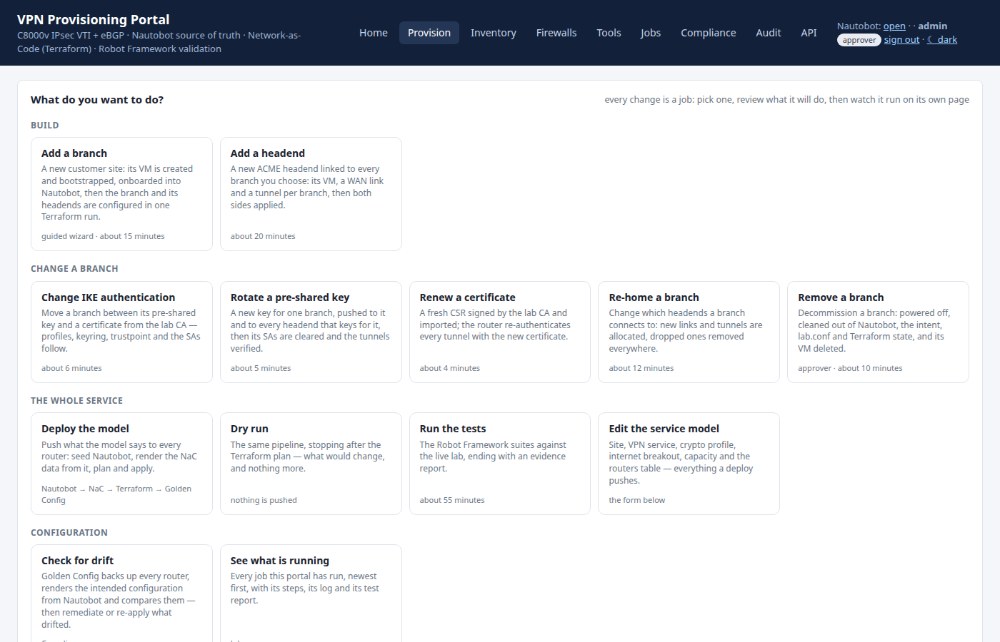 VPN Provisioning Portal
C8000v IPsec VTI + eBGP · Nautobot source of truth · Network-as-
Code (Terraform) · Robot Framework validation
Home
Provision
Inventory
Firewalls
Tools
Jobs
Compliance
Audit
API
Nautobot: open · · admin
approver sign out · ☾ dark
What do you want to do?
every change is a job: pick one, review what it will do, then watch it run on its own page
BUILD
Add a branch
A new customer site: its VM is created
and bootstrapped, onboarded into
Nautobot, then the branch and its
headends are configured in one
Terraform run.
guided wizard · about 15 minutes
Add a headend
A new ACME headend linked to every
branch you choose: its VM, a WAN link
and a tunnel per branch, then both
sides applied.
about 20 minutes
CHANGE A BRANCH
Change IKE authentication
Move a branch between its pre-shared
key and a certificate from the lab CA —
profiles, keyring, trustpoint and the SAs
follow.
about 6 minutes
Rotate a pre-shared key
A new key for one branch, pushed to it
and to every headend that keys for it,
then its SAs are cleared and the tunnels
verified.
about 5 minutes
Renew a certificate
A fresh CSR signed by the lab CA and
imported; the router re-authenticates
every tunnel with the new certificate.
about 4 minutes
Re-home a branch
Change which headends a branch
connects to: new links and tunnels are
allocated, dropped ones removed
everywhere.
about 12 minutes
Remove a branch
Decommission a branch: powered off,
cleaned out of Nautobot, the intent,
lab.conf and Terraform state, and its
VM deleted.
approver · about 10 minutes
THE WHOLE SERVICE
Deploy the model
Push what the model says to every
router: seed Nautobot, render the NaC
data from it, plan and apply.
Nautobot → NaC → Terraform → Golden
Config
Dry run
The same pipeline, stopping after the
Terraform plan — what would change,
and nothing more.
nothing is pushed
Run the tests
The Robot Framework suites against
the live lab, ending with an evidence
report.
about 55 minutes
Edit the service model
Site, VPN service, crypto profile,
internet breakout, capacity and the
routers table — everything a deploy
pushes.
the form below
CONFIGURATION
Check for drift
Golden Config backs up every router,
renders the intended configuration
from Nautobot and compares them —
then remediate or re-apply what
drifted.
See what is running
Every job this portal has run, newest
first, with its steps, its log and its test
report.